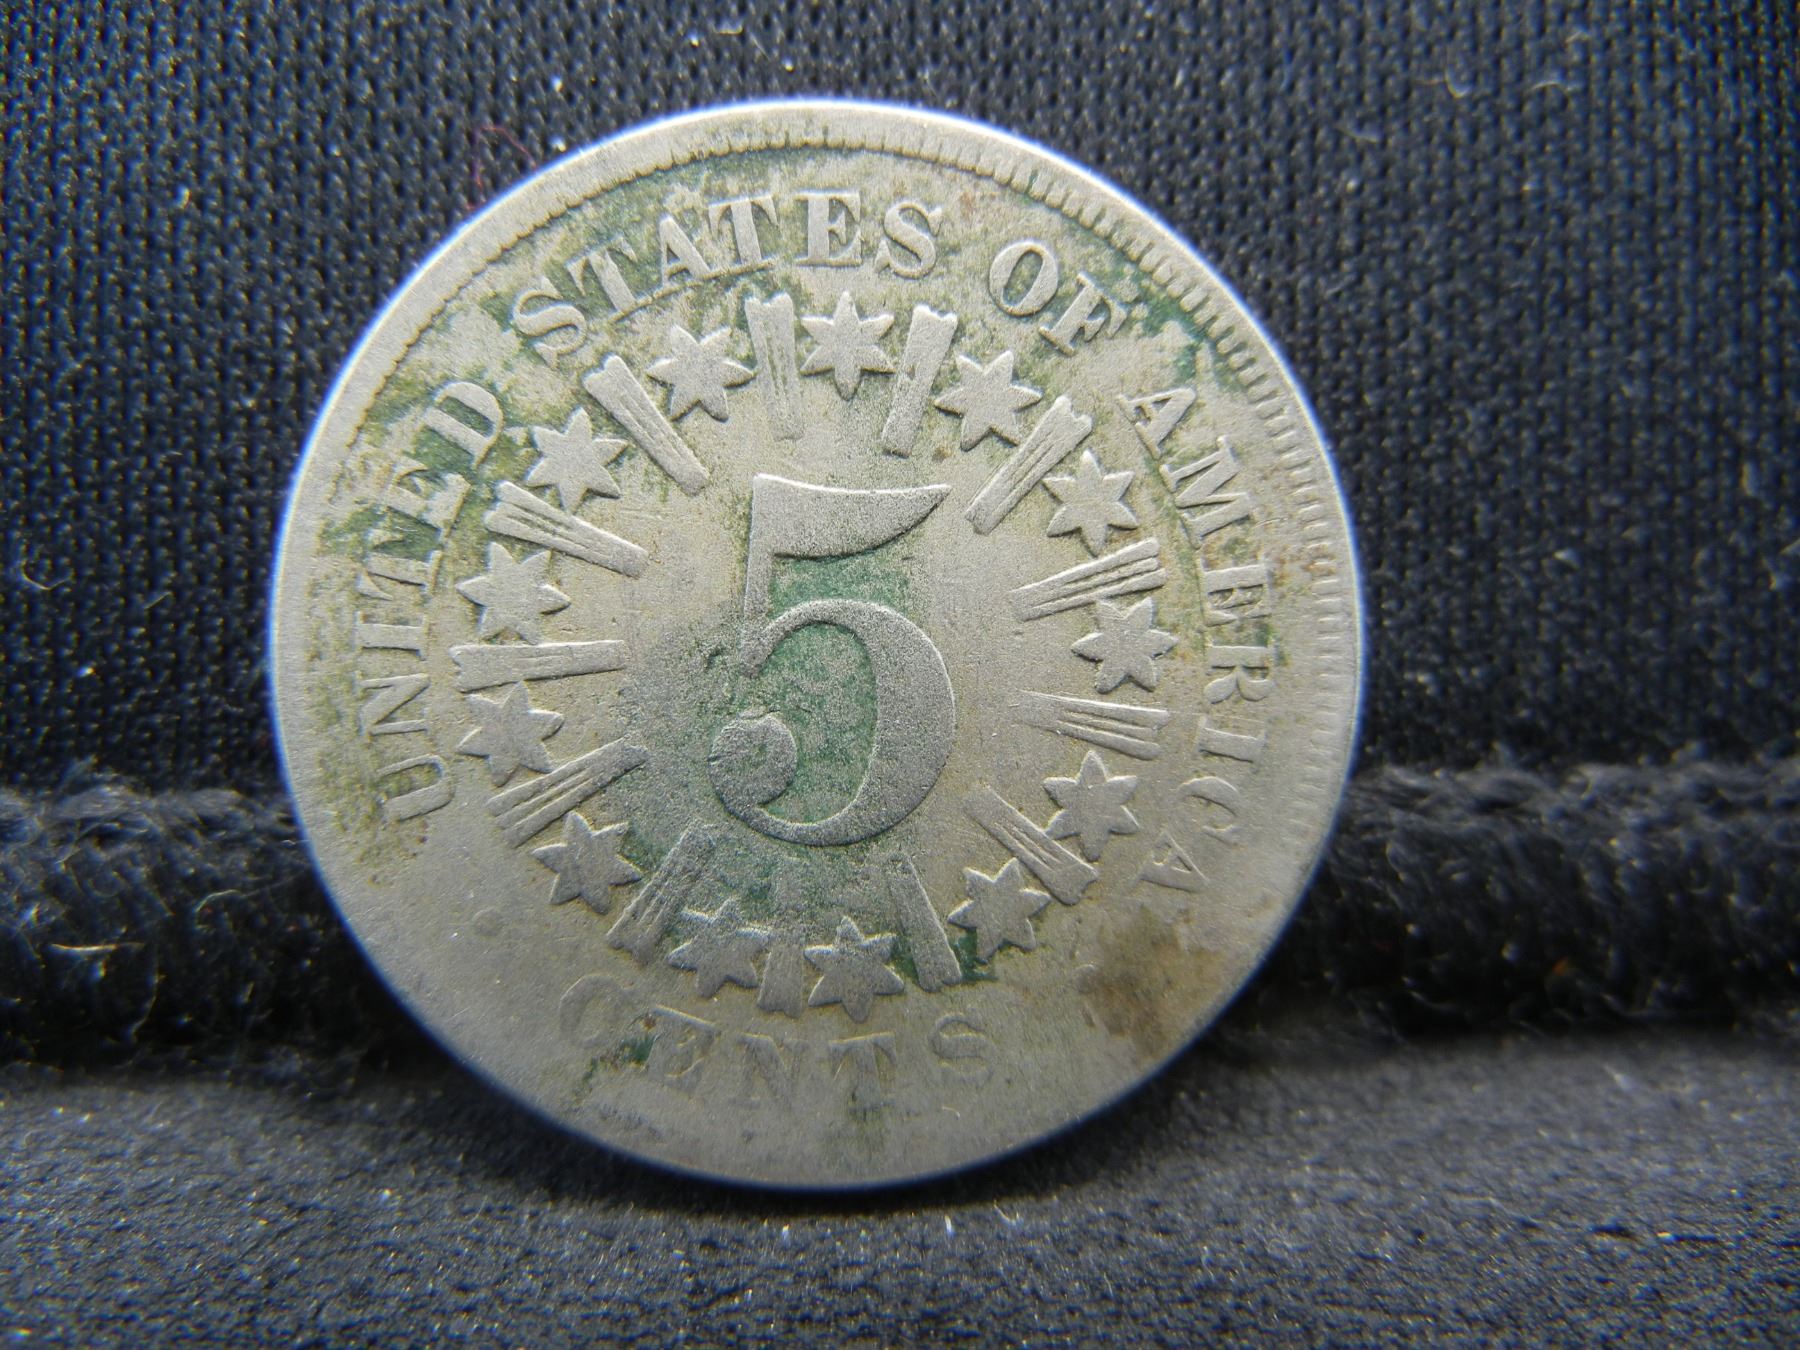 UNITED STATES OF AMERICA
5
CENTS